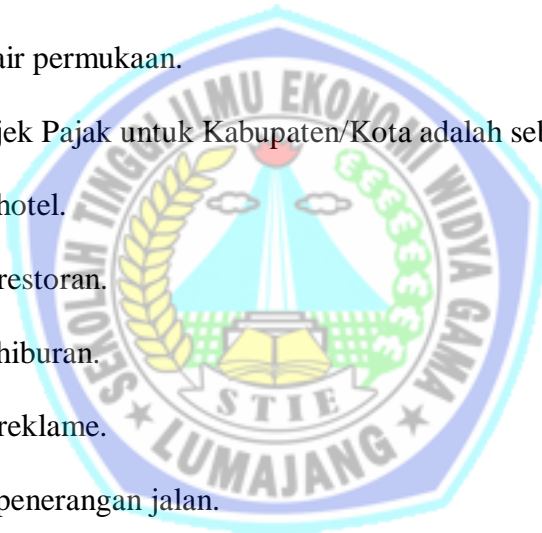 air permukaan.
jek Pajak untuk Kabupaten/Kota adalah seb
hotel.
restoran.
hiburan.
reklame.
penerangan jalan.
SEKOLAH TINGGI ILMU EKONOMI WIDYA GAMA
STIE
LUMAJANG